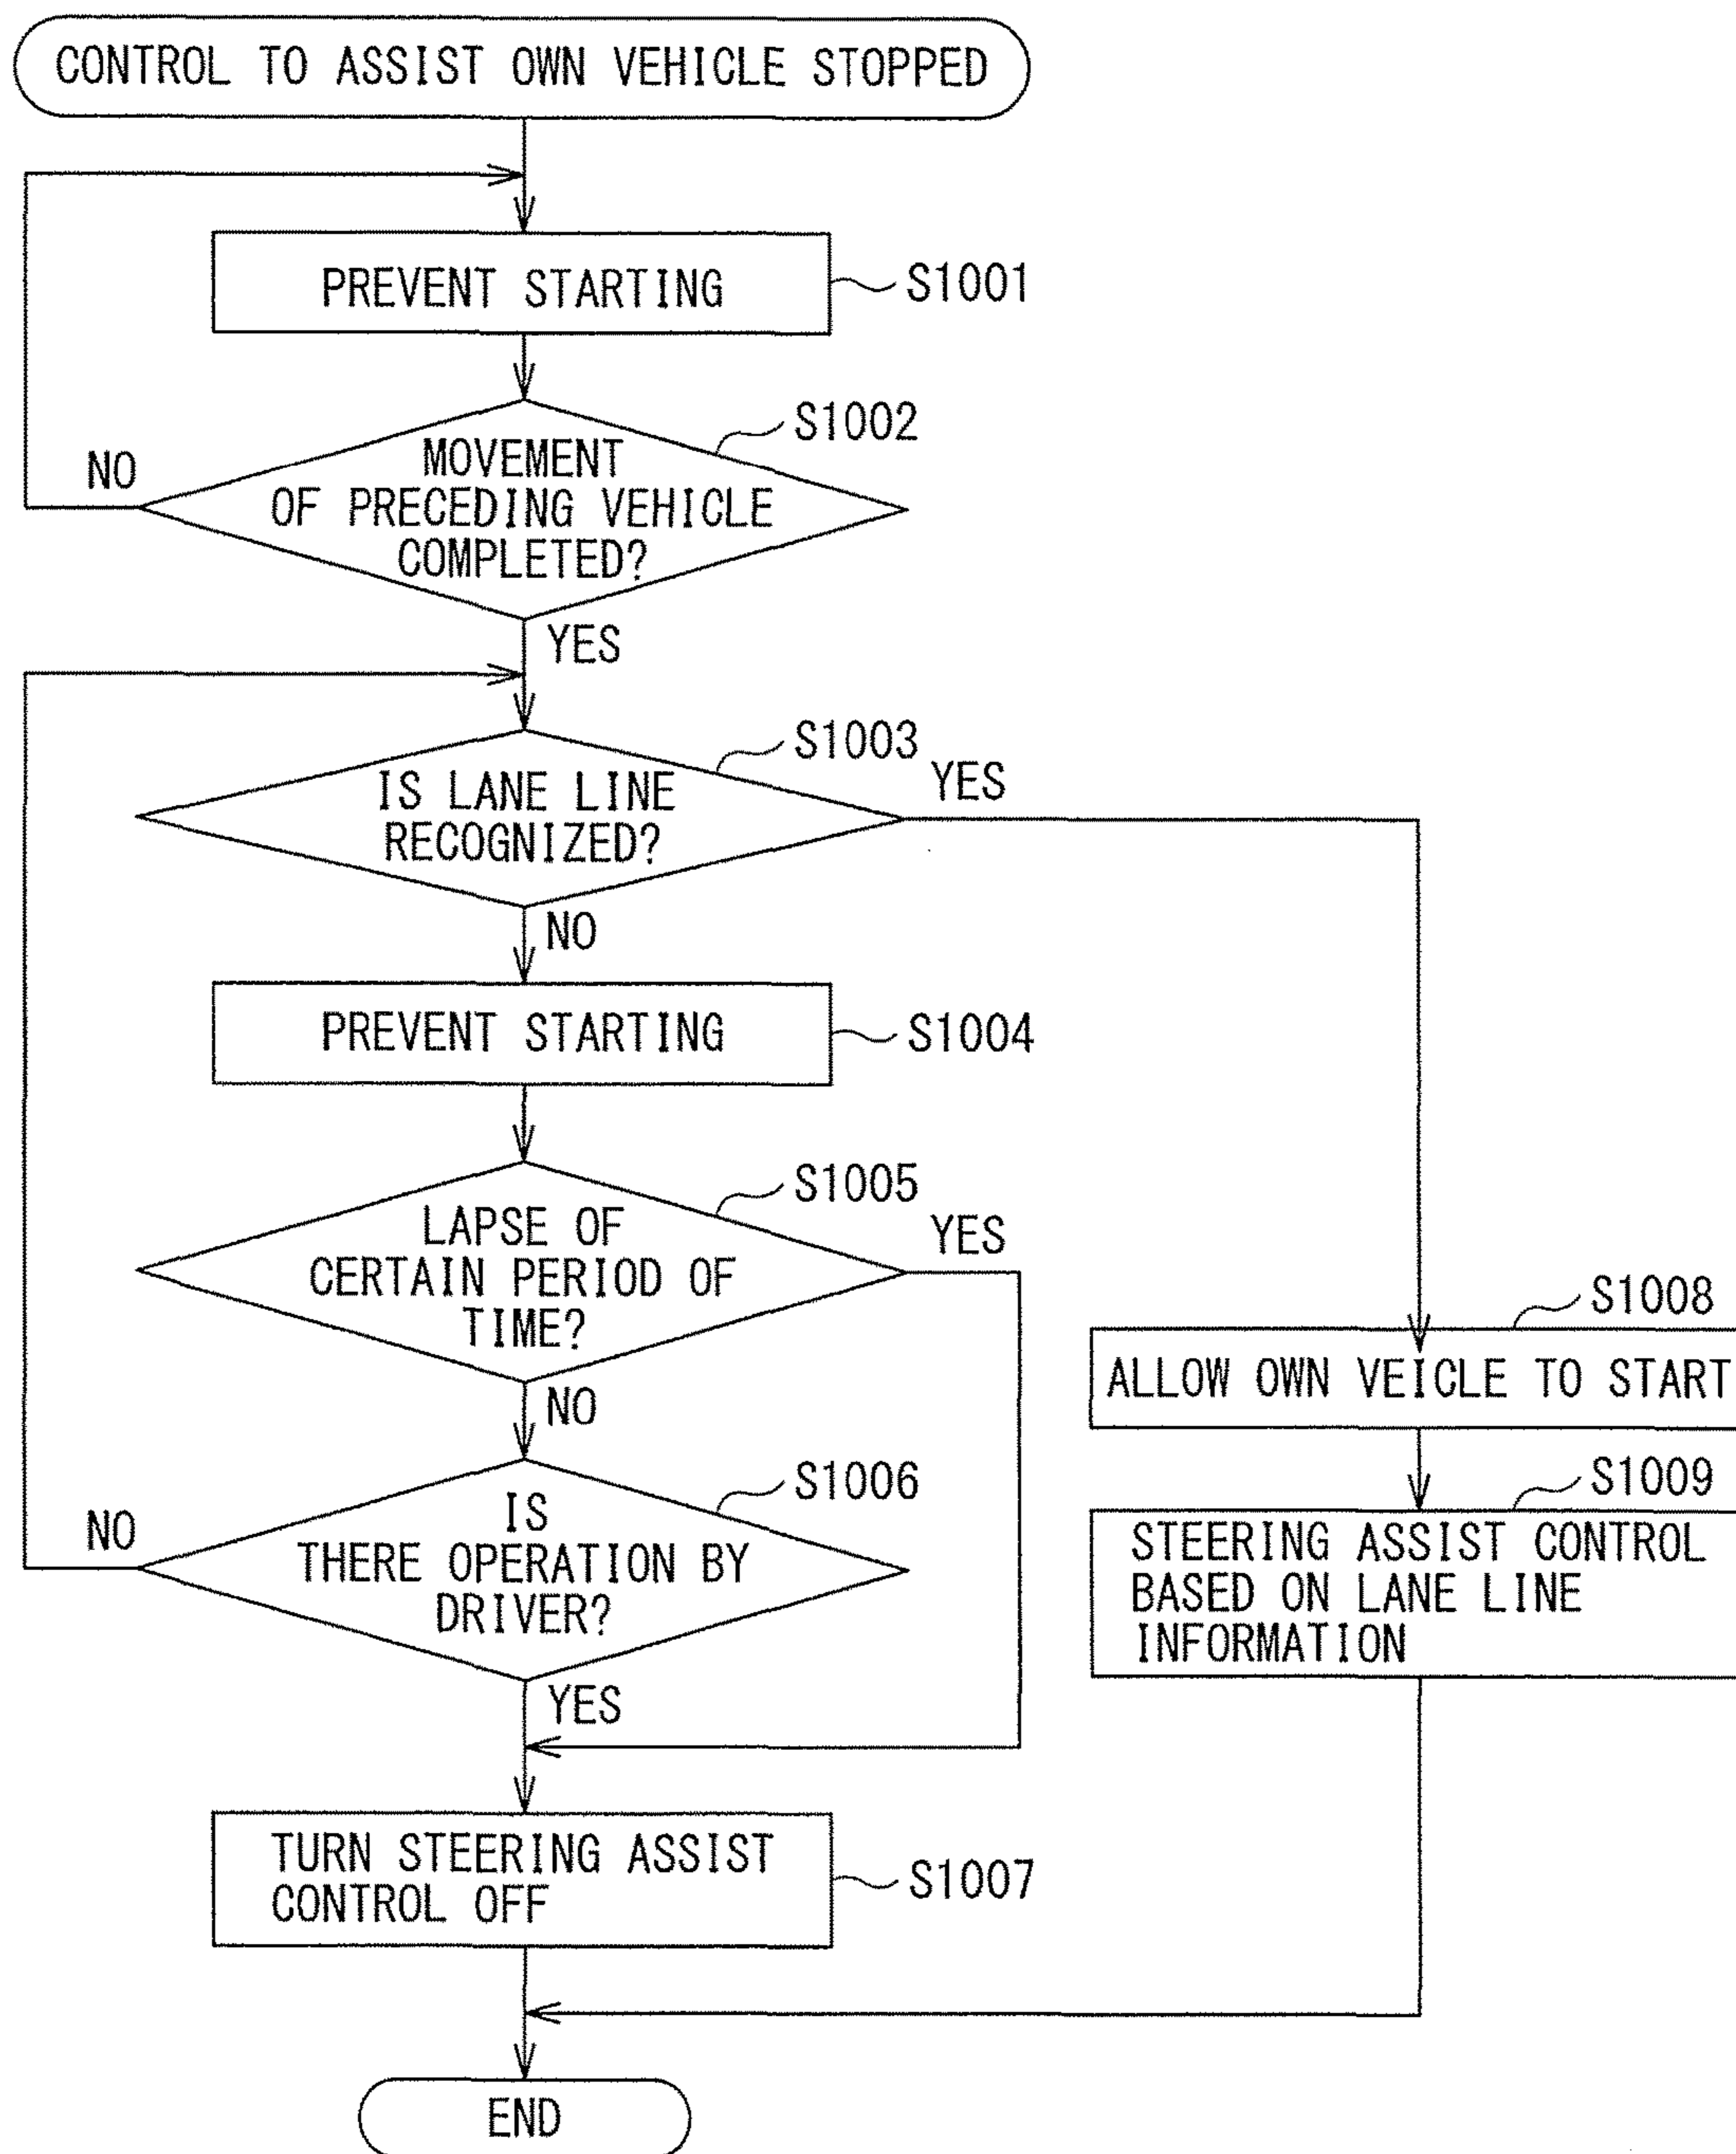 CONTROL TO ASSIST OWN VEHICLE STOPPED
PREVENT STARTING
S1001
S1002
MOVEMENT
OF PRECEDING VEHICLE
COMPLETED?
NO
YES
S1003
IS LANE LINE
RECOGNIZED?
YES
NO
PREVENT STARTING
S1004
S1005
LAPSE OF
CERTAIN PERIOD OF
TIME?
YES
NO
S1006
IS
THERE OPERATION BY
DRIVER?
NO
YES
TURN STEERING ASSIST
CONTROL OFF
S1007
S1008
ALLOW OWN VEICLE TO START
S1009
STEERING ASSIST CONTROL
BASED ON LANE LINE
INFORMATION
END